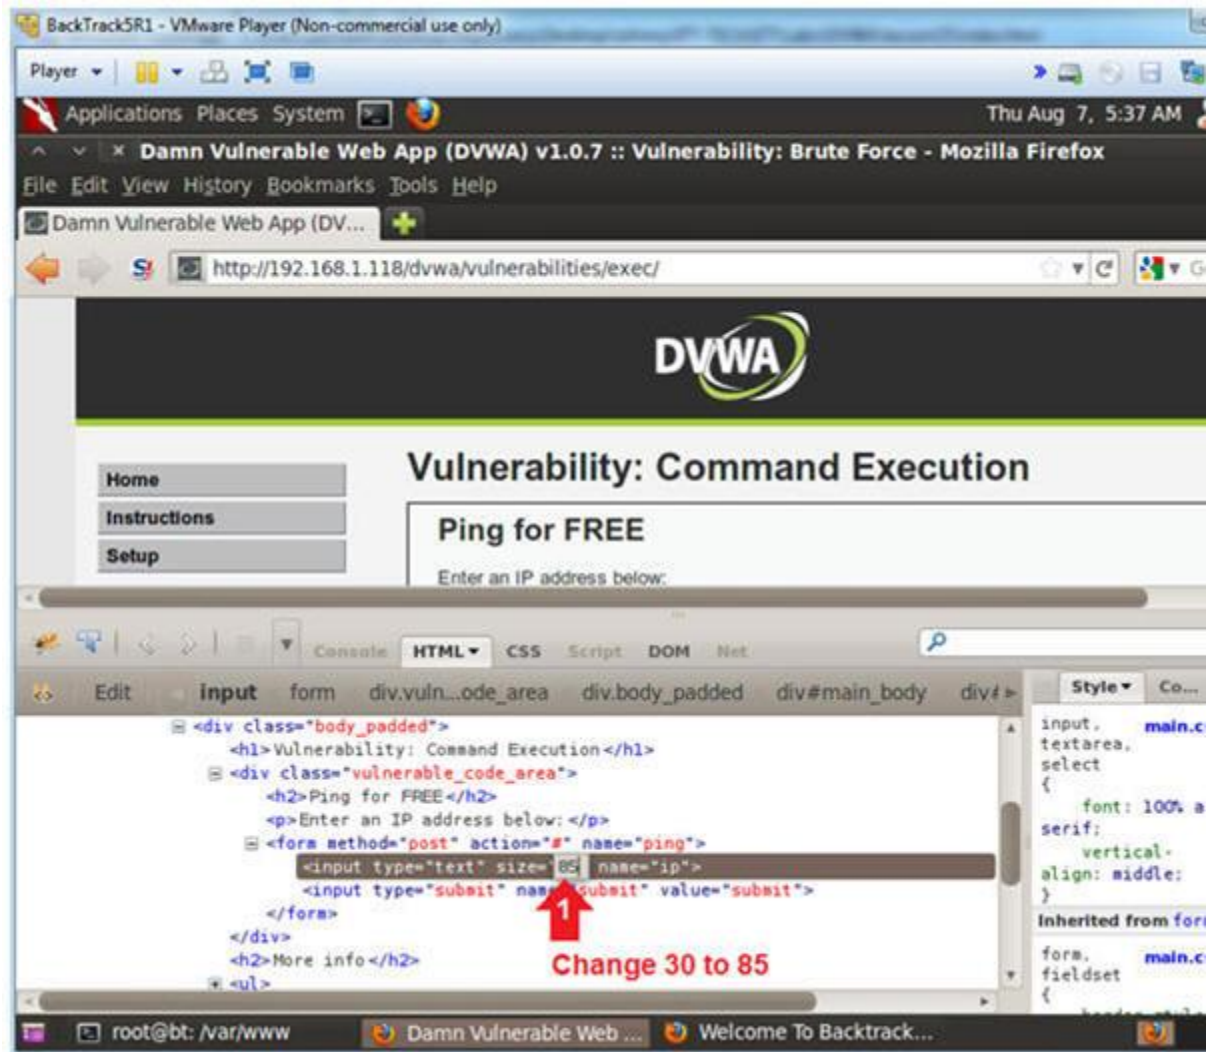 BackTrack5R1 - VMware Player (Non-commercial use only)
Player
Applications Places System Thu Aug 7, 5:37 AM
Damn Vulnerable Web App (DVWA) v1.0.7 :: Vulnerability: Brute Force - Mozilla Firefox
File Edit View History Bookmarks Tools Help
Damn Vulnerable Web App (DV...
http://192.168.1.118/dvwa/vulnerabilities/exec/
DVWA
Home
Instructions
Setup
Vulnerability: Command Execution
Ping for FREE
Enter an IP address below:
Console HTML CSS Script DOM Net
Edit input form div.vuln...ode_area div.body_padded div#main_body
Style Co...
<div class="body_padded">
<h1>Vulnerability: Command Execution</h1>
<div class="vulnerable_code_area">
<h2>Ping for FREE</h2>
<p>Enter an IP address below:</p>
<form method="post" action="#" name="ping">
<input type="text" size="85 name="ip">
<input type="submit" name="submit" value="submit">
</form>
</div>
<h2>More info</h2>
<ul>
1
Change 30 to 85
input, main.c
textarea,
select
{
font: 100% a
serif;
vertical-
align: middle;
}
Inherited from for
form, main.c
fieldset
{
root@bt: /var/www
Damn Vulnerable Web ...
Welcome To Backtrack...